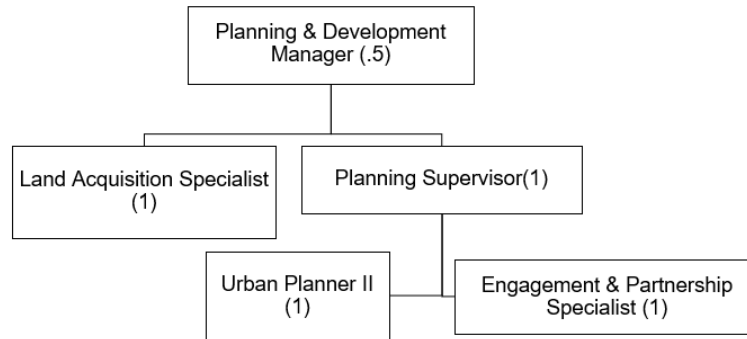 Planning & Development
Manager (.5)
Land Acquisition Specialist
(1)
Planning Supervisor(1)
Urban Planner II
(1)
Engagement & Partnership
Specialist (1)